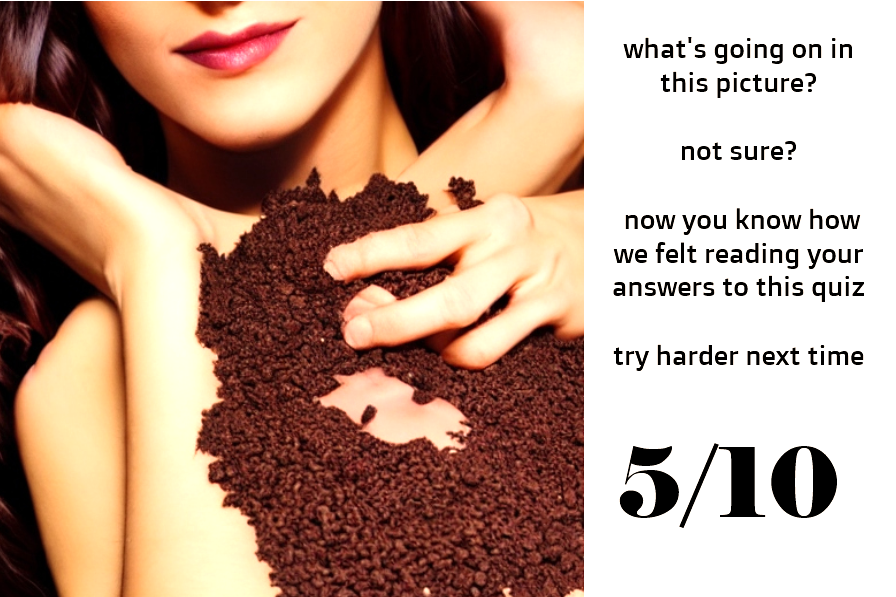 what's going on in
this picture?
not sure?
now you know how
we felt reading your
answers to this quiz
try harder next time
5/10